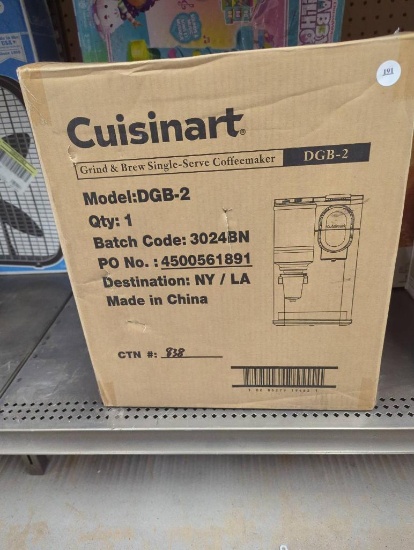 191
Cuisinart®
Grind & Brew Single-Serve Coffeemaker DGB-2
Model:DGB-2
Qty: 1
Batch Code: 3024BN
PO No. : 4500561891
Destination: NY / LA
Made in China
CTN #: 838